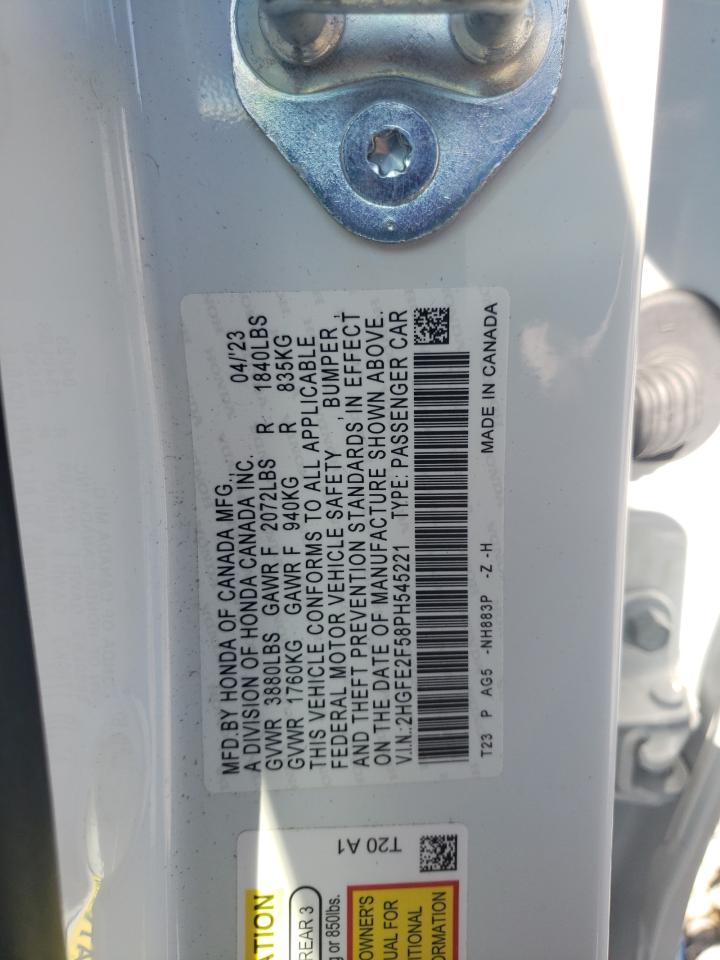 MFD.BY HONDA OF CANADA MFG., 04/'23
A DIVISION OF HONDA CANADA INC.
GVWR 3880LBS GAWR F 2072LBS R 1840LBS
GVWR 1760KG GAWR F 940KG R 835KG
THIS VEHICLE CONFORMS TO ALL APPLICABLE
FEDERAL MOTOR VEHICLE SAFETY , BUMPER ,
AND THEFT PREVENTION STANDARDS IN EFFECT
ON THE DATE OF MANUFACTURE SHOWN ABOVE.
V.I.N.:2HGFE2F58PH545221 TYPE: PASSENGER CAR
T23 P AG5 -NH883P -Z -H MADE IN CANADA
T20 A1
REAR 3
or 850lbs.
OWNER'S
FOR